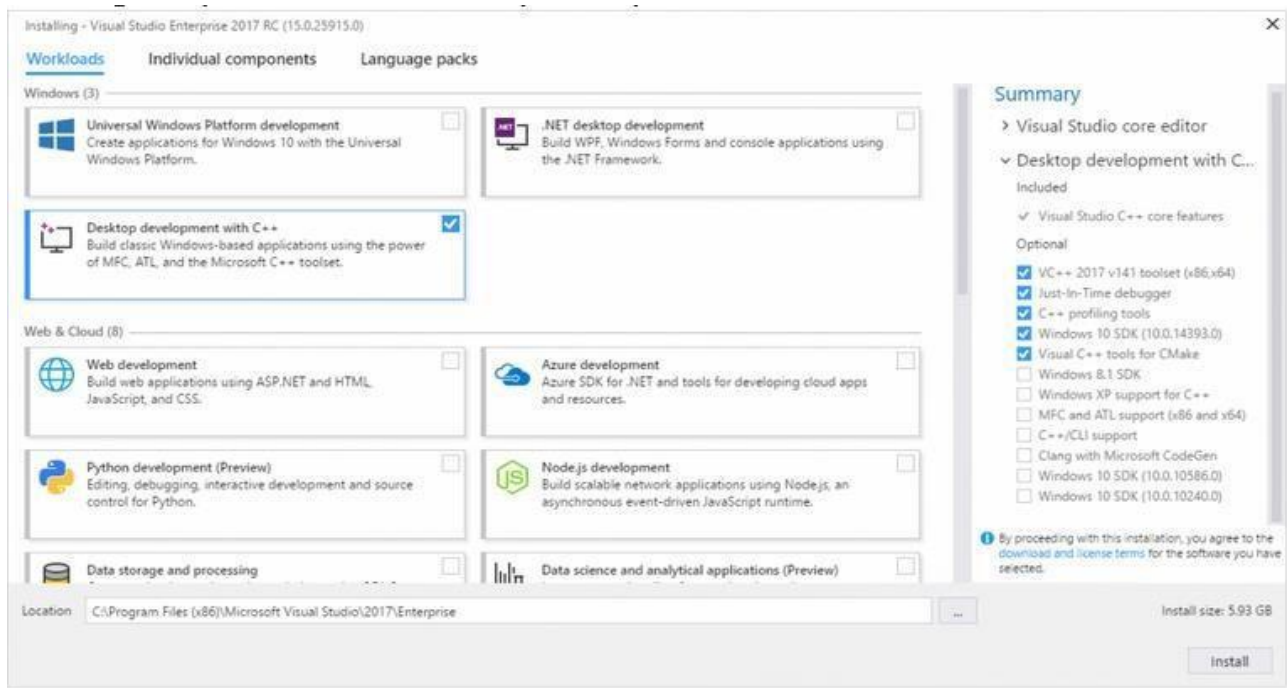 Installing - Visual Studio Enterprise 2017 RC (15.0.25915.0)
Workloads
Individual components
Language packs
Windows (3)
Universal Windows Platform development
Create applications for Windows 10 with the Universal
Windows Platform.
.NET desktop development
Build WPF, Windows Forms and console applications using
the .NET Framework.
Desktop development with C++
Build classic Windows-based applications using the power
of MFC, ATL, and the Microsoft C++ toolset.
Web & Cloud (8)
Web development
Build web applications using ASP.NET and HTML,
JavaScript, and CSS.
Azure development
Azure SDK for .NET and tools for developing cloud apps
and resources.
Python development (Preview)
Editing, debugging, interactive development and source
control for Python.
Node.js development
Build scalable network applications using Node.js, an
asynchronous event-driven JavaScript runtime.
Data storage and processing
Data science and analytical applications (Preview)
Summary
Visual Studio core editor
Desktop development with C...
Included
Visual Studio C++ core features
Optional
VC++ 2017 v141 toolset (x86,x64)
Just-In-Time debugger
C++ profiling tools
Windows 10 SDK (10.0.14393.0)
Visual C++ tools for CMake
Windows 8.1 SDK
Windows XP support for C++
MFC and ATL support (x86 and x64)
C++/CLI support
Clang with Microsoft CodeGen
Windows 10 SDK (10.0.10586.0)
Windows 10 SDK (10.0.10240.0)
By proceeding with this installation, you agree to the
download and license terms for the software you have
selected.
Location
C:\Program Files (x86)\Microsoft Visual Studio\2017\Enterprise
...
Install size: 5.93 GB
Install